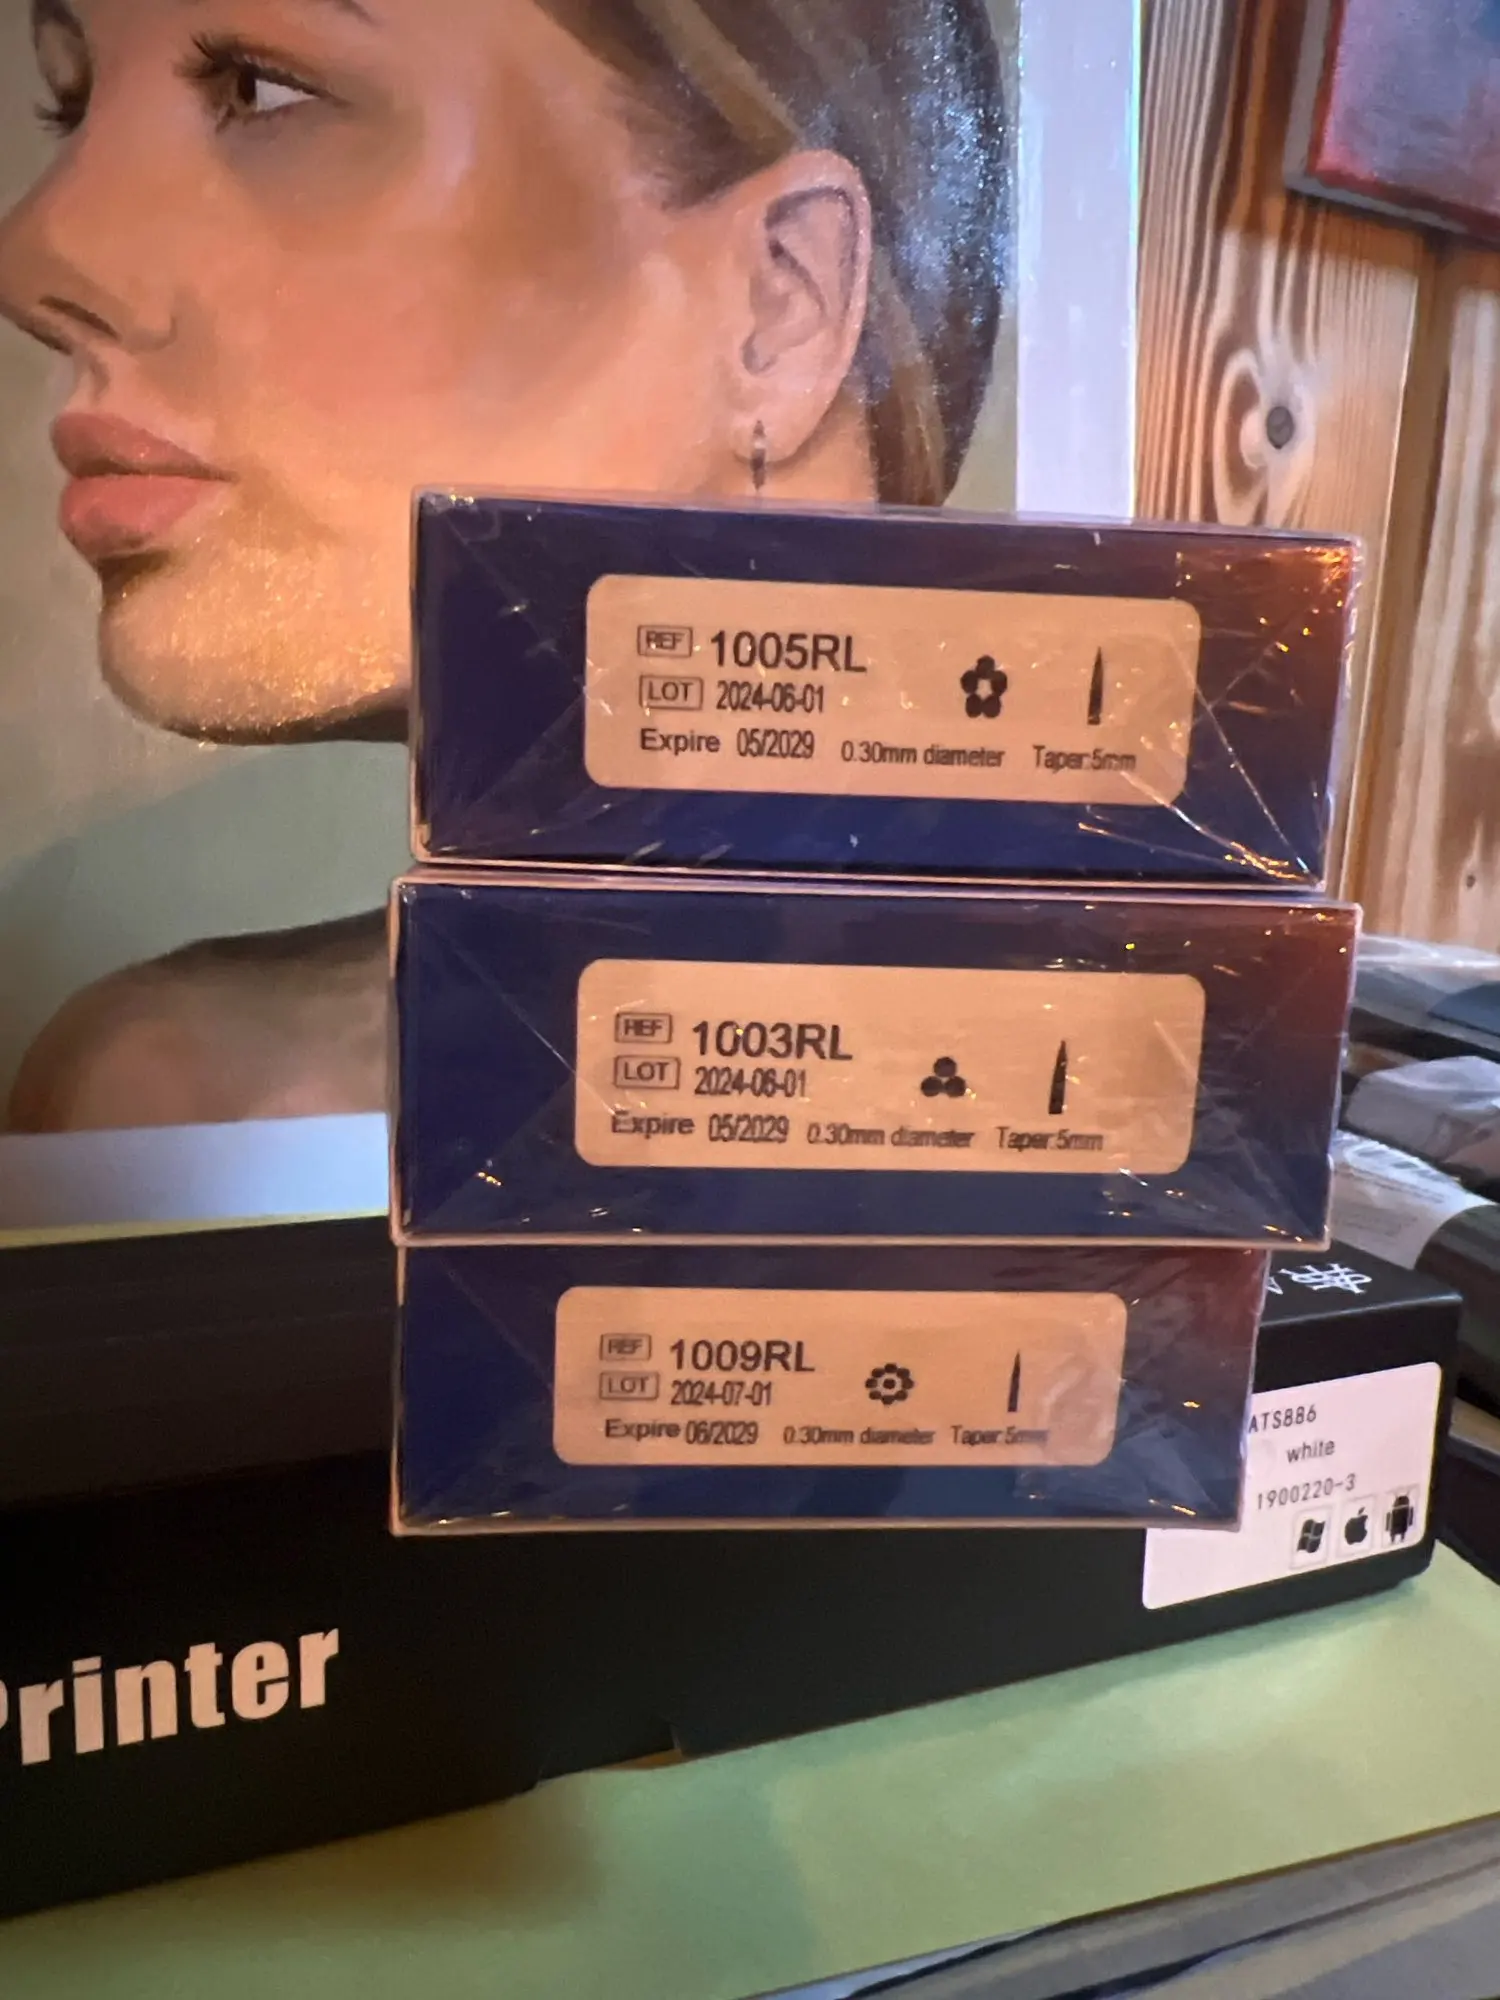 REF 1005RL
LOT 2024-06-01
Expire 05/2029 0.30mm diameter Taper:5mm
REF 1003RL
LOT 2024-06-01
Expire 05/2029 0.30mm diameter Taper:5mm
REF 1009RL
LOT 2024-07-01
Expire 06/2029 0.30mm diameter Taper:5mm
ATS886
white
1900220-3
Printer